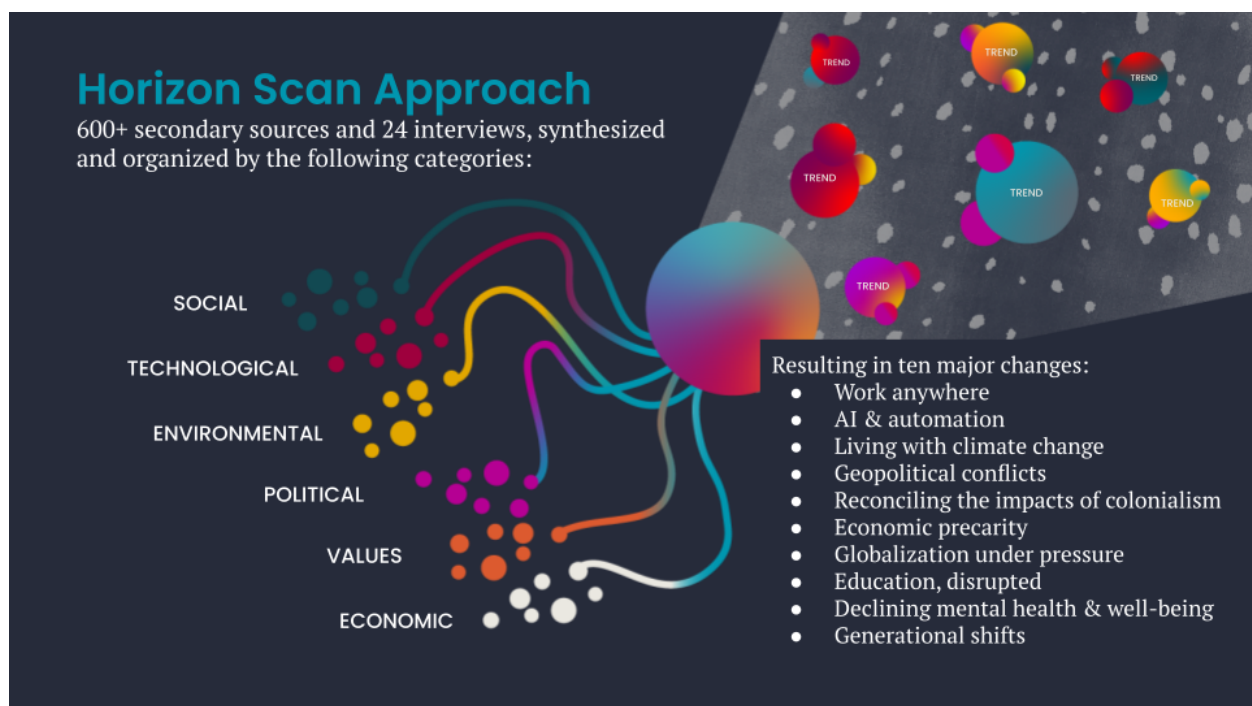 Horizon Scan Approach
600+ secondary sources and 24 interviews, synthesized
and organized by the following categories:
TREND
TREND
TREND
TREND
TREND
TREND
TREND
SOCIAL
TECHNOLOGICAL
ENVIRONMENTAL
POLITICAL
VALUES
ECONOMIC
Resulting in ten major changes:
● Work anywhere
● AI & automation
● Living with climate change
● Geopolitical conflicts
● Reconciling the impacts of colonialism
● Economic precarity
● Globalization under pressure
● Education, disrupted
● Declining mental health & well-being
● Generational shifts